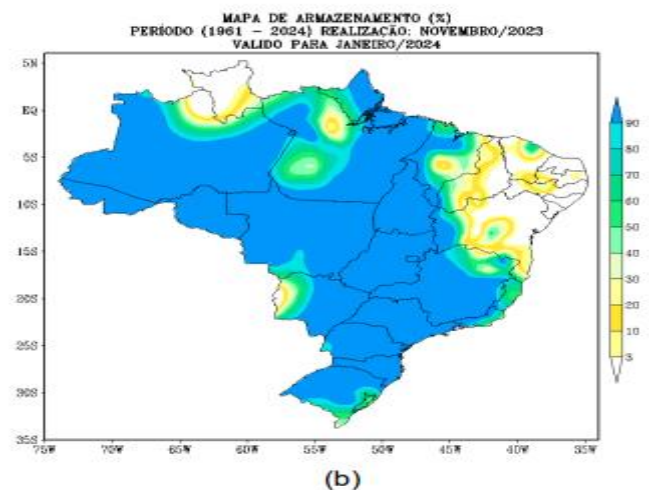 MAPA DE ARMAZENAMENTO (%)
PERÍODO (1961 - 2024) REALIZAÇÃO: NOVEMBRO/2023
VALIDO PARA JANEIRO/2024
5N
EQ
5S
10S
15S
20S
25S
30S
35S
75W 70W 65W 60W 55W 50W 45W 40W 35W
90
80
70
60
50
40
30
20
10
3
(b)